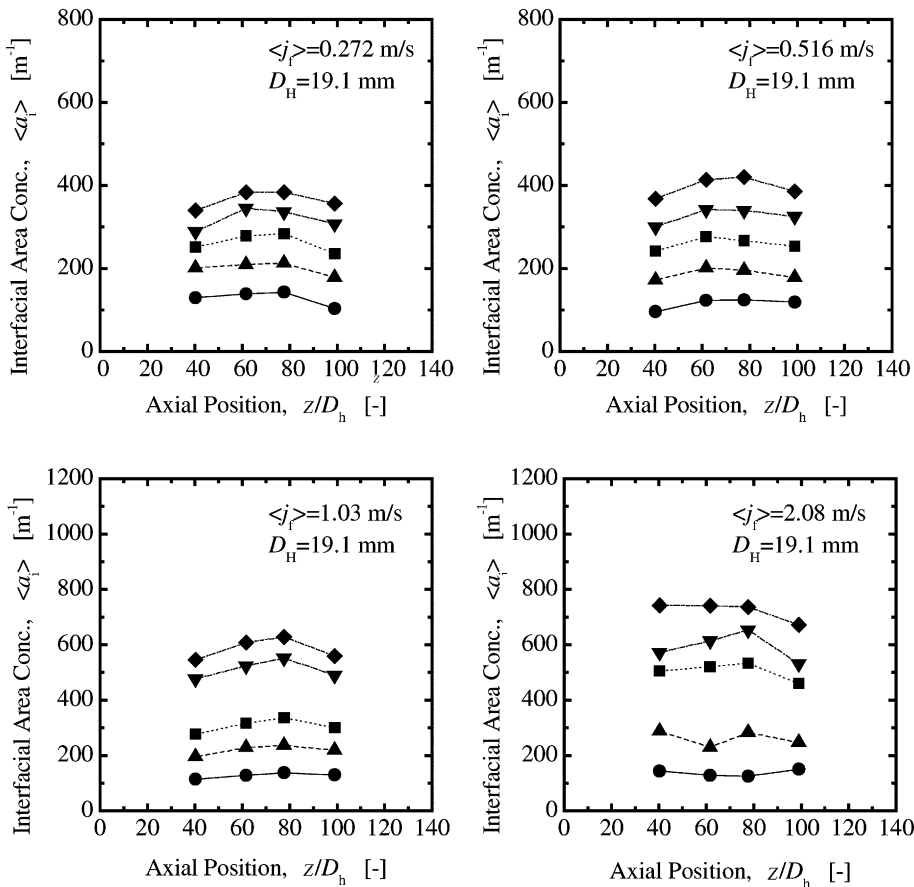 800
600
400
200
0
Interfacial Area Conc., <a_i> [m⁻¹]
<j_f>=0.272 m/s
D_H=19.1 mm
0 20 40 60 80 100 120 140
z
Axial Position, z/D_h [-]
800
600
400
200
0
Interfacial Area Conc., <a_i> [m⁻¹]
<j_f>=0.516 m/s
D_H=19.1 mm
0 20 40 60 80 100 120 140
Axial Position, z/D_h [-]
1200
1000
800
600
400
200
0
Interfacial Area Conc., <a_i> [m⁻¹]
<j_f>=1.03 m/s
D_H=19.1 mm
0 20 40 60 80 100 120 140
Axial Position, z/D_h [-]
1200
1000
800
600
400
200
0
Interfacial Area Conc., <a_i> [m⁻¹]
<j_f>=2.08 m/s
D_H=19.1 mm
0 20 40 60 80 100 120 140
Axial Position, z/D_h [-]